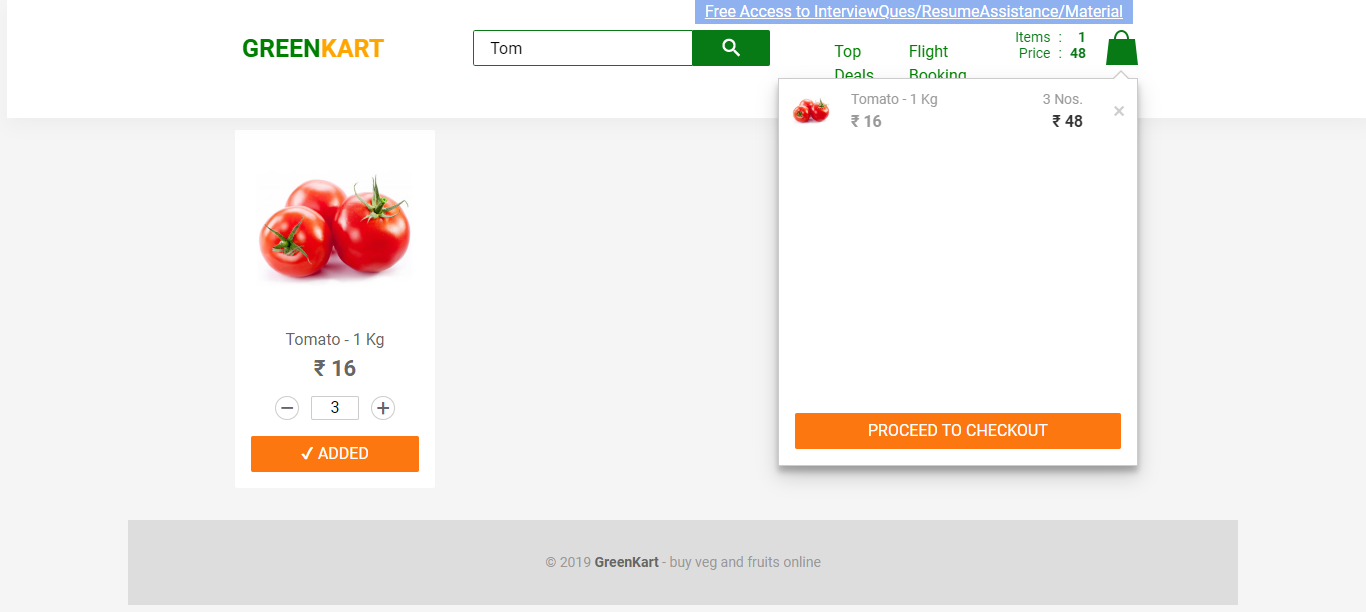 Free Access to InterviewQues/ResumeAssistance/Material
GREENKART
Tom
Top
Deals
Flight
Booking
Items : 1
Price : 48
Tomato - 1 Kg
3 Nos.
×
₹ 16
₹ 48
PROCEED TO CHECKOUT
Tomato - 1 Kg
₹ 16
− 3 +
✓ ADDED
© 2019 GreenKart - buy veg and fruits online